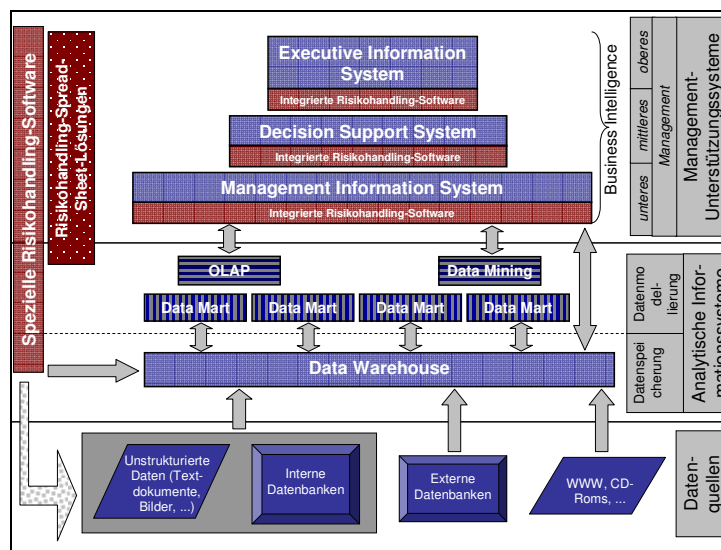 Spezielle Risikohandling-Software
Risikohandling-Spread-
Sheet-Lösungen
Executive Information
System
Integrierte Risikohandling-Software
Decision Support System
Integrierte Risikohandling-Software
Management Information System
Integrierte Risikohandling-Software
Business Intelligence
oberes
mittleres
unteres
Management
Management-
Unterstützungssysteme
OLAP
Data Mining
Data Mart
Data Mart
Data Mart
Data Mart
Data Warehouse
Datenmo
del-
lierung
Datenspei
cherung
Analytische Infor-
mationssysteme
Unstrukturierte
Daten (Text-
dokumente,
Bilder, ...)
Interne
Datenbanken
Externe
Datenbanken
WWW, CD-
Roms, ...
Daten-
quellen